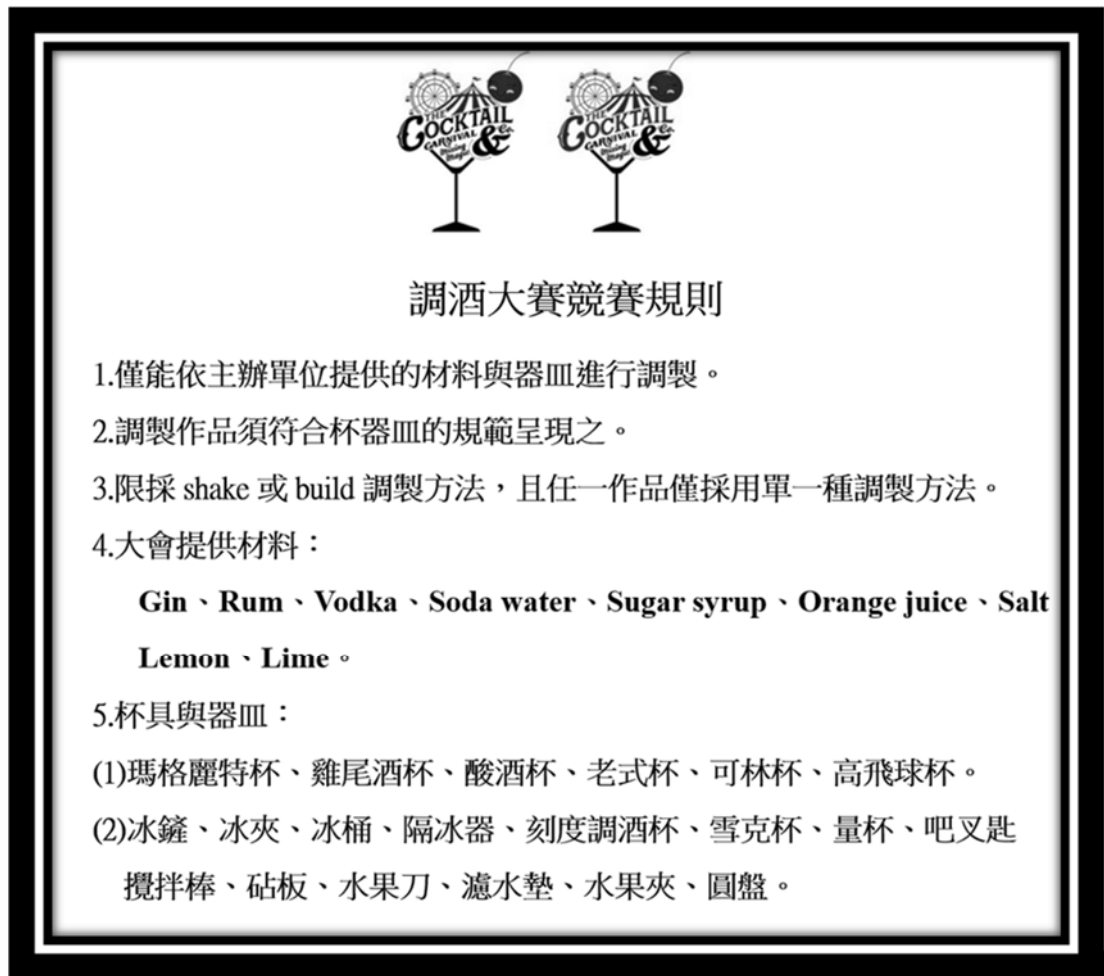 THE
COCKTAIL
CARNIVAL
& Co.
Mixing
Magic
THE
COCKTAIL
CARNIVAL
& Co.
Mixing
Magic
調酒大賽競賽規則
1.僅能依主辦單位提供的材料與器皿進行調製。
2.調製作品須符合杯器皿的規範呈現之。
3.限採 shake 或 build 調製方法，且任一作品僅採用單一種調製方法。
4.大會提供材料：
Gin、Rum、Vodka、Soda water、Sugar syrup、Orange juice、Salt
Lemon、Lime。
5.杯具與器皿：
(1)瑪格麗特杯、雞尾酒杯、酸酒杯、老式杯、可林杯、高飛球杯。
(2)冰鏟、冰夾、冰桶、隔冰器、刻度調酒杯、雪克杯、量杯、吧叉匙
攪拌棒、砧板、水果刀、濾水墊、水果夾、圓盤。